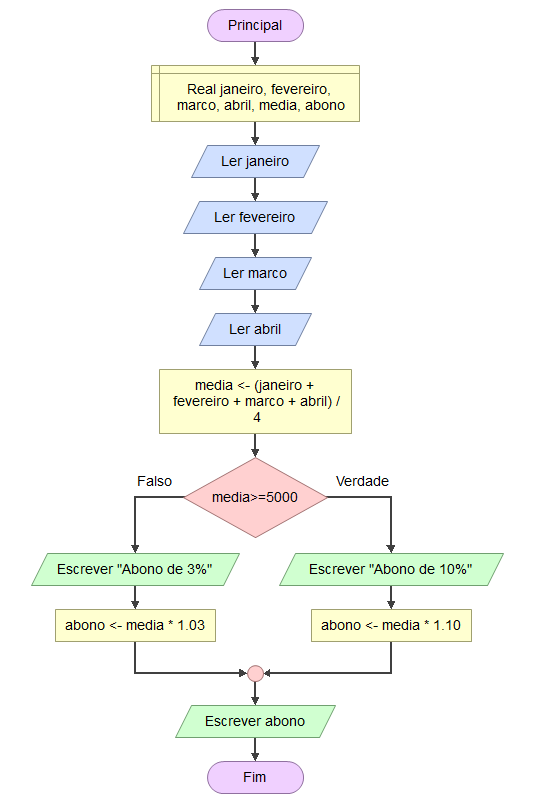 Principal
Real janeiro, fevereiro,
marco, abril, media, abono
Ler janeiro
Ler fevereiro
Ler marco
Ler abril
media <- (janeiro +
fevereiro + marco + abril) /
4
Falso
Verdade
media>=5000
Escrever "Abono de 3%"
Escrever "Abono de 10%"
abono <- media * 1.03
abono <- media * 1.10
Escrever abono
Fim